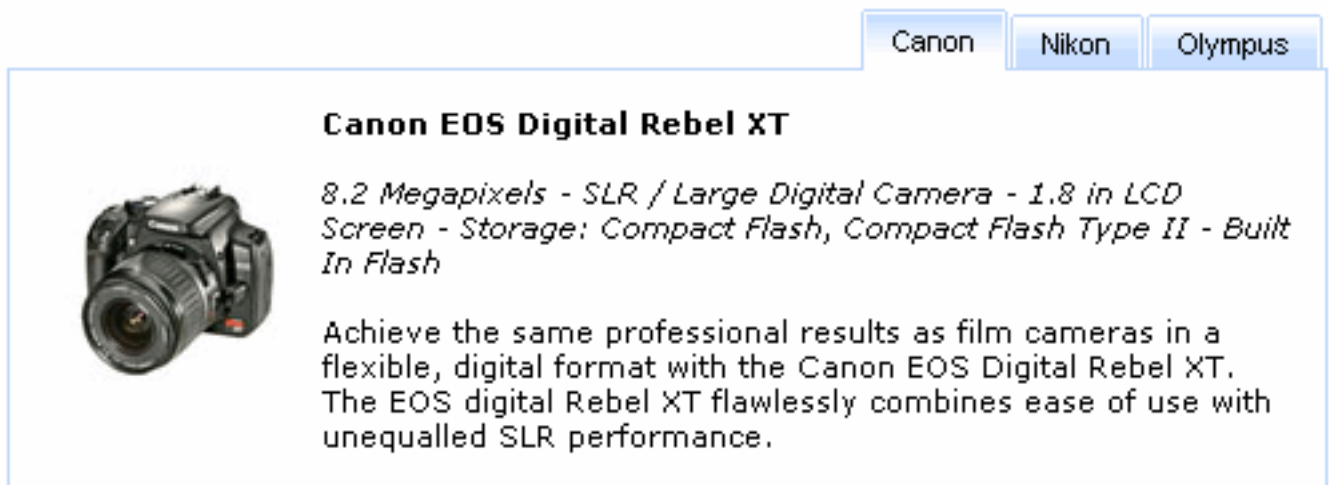 Canon Nikon Olympus
Canon EOS Digital Rebel XT
8.2 Megapixels - SLR / Large Digital Camera - 1.8 in LCD
Screen - Storage: Compact Flash, Compact Flash Type II - Built
In Flash
Achieve the same professional results as film cameras in a
flexible, digital format with the Canon EOS Digital Rebel XT.
The EOS digital Rebel XT flawlessly combines ease of use with
unequalled SLR performance.